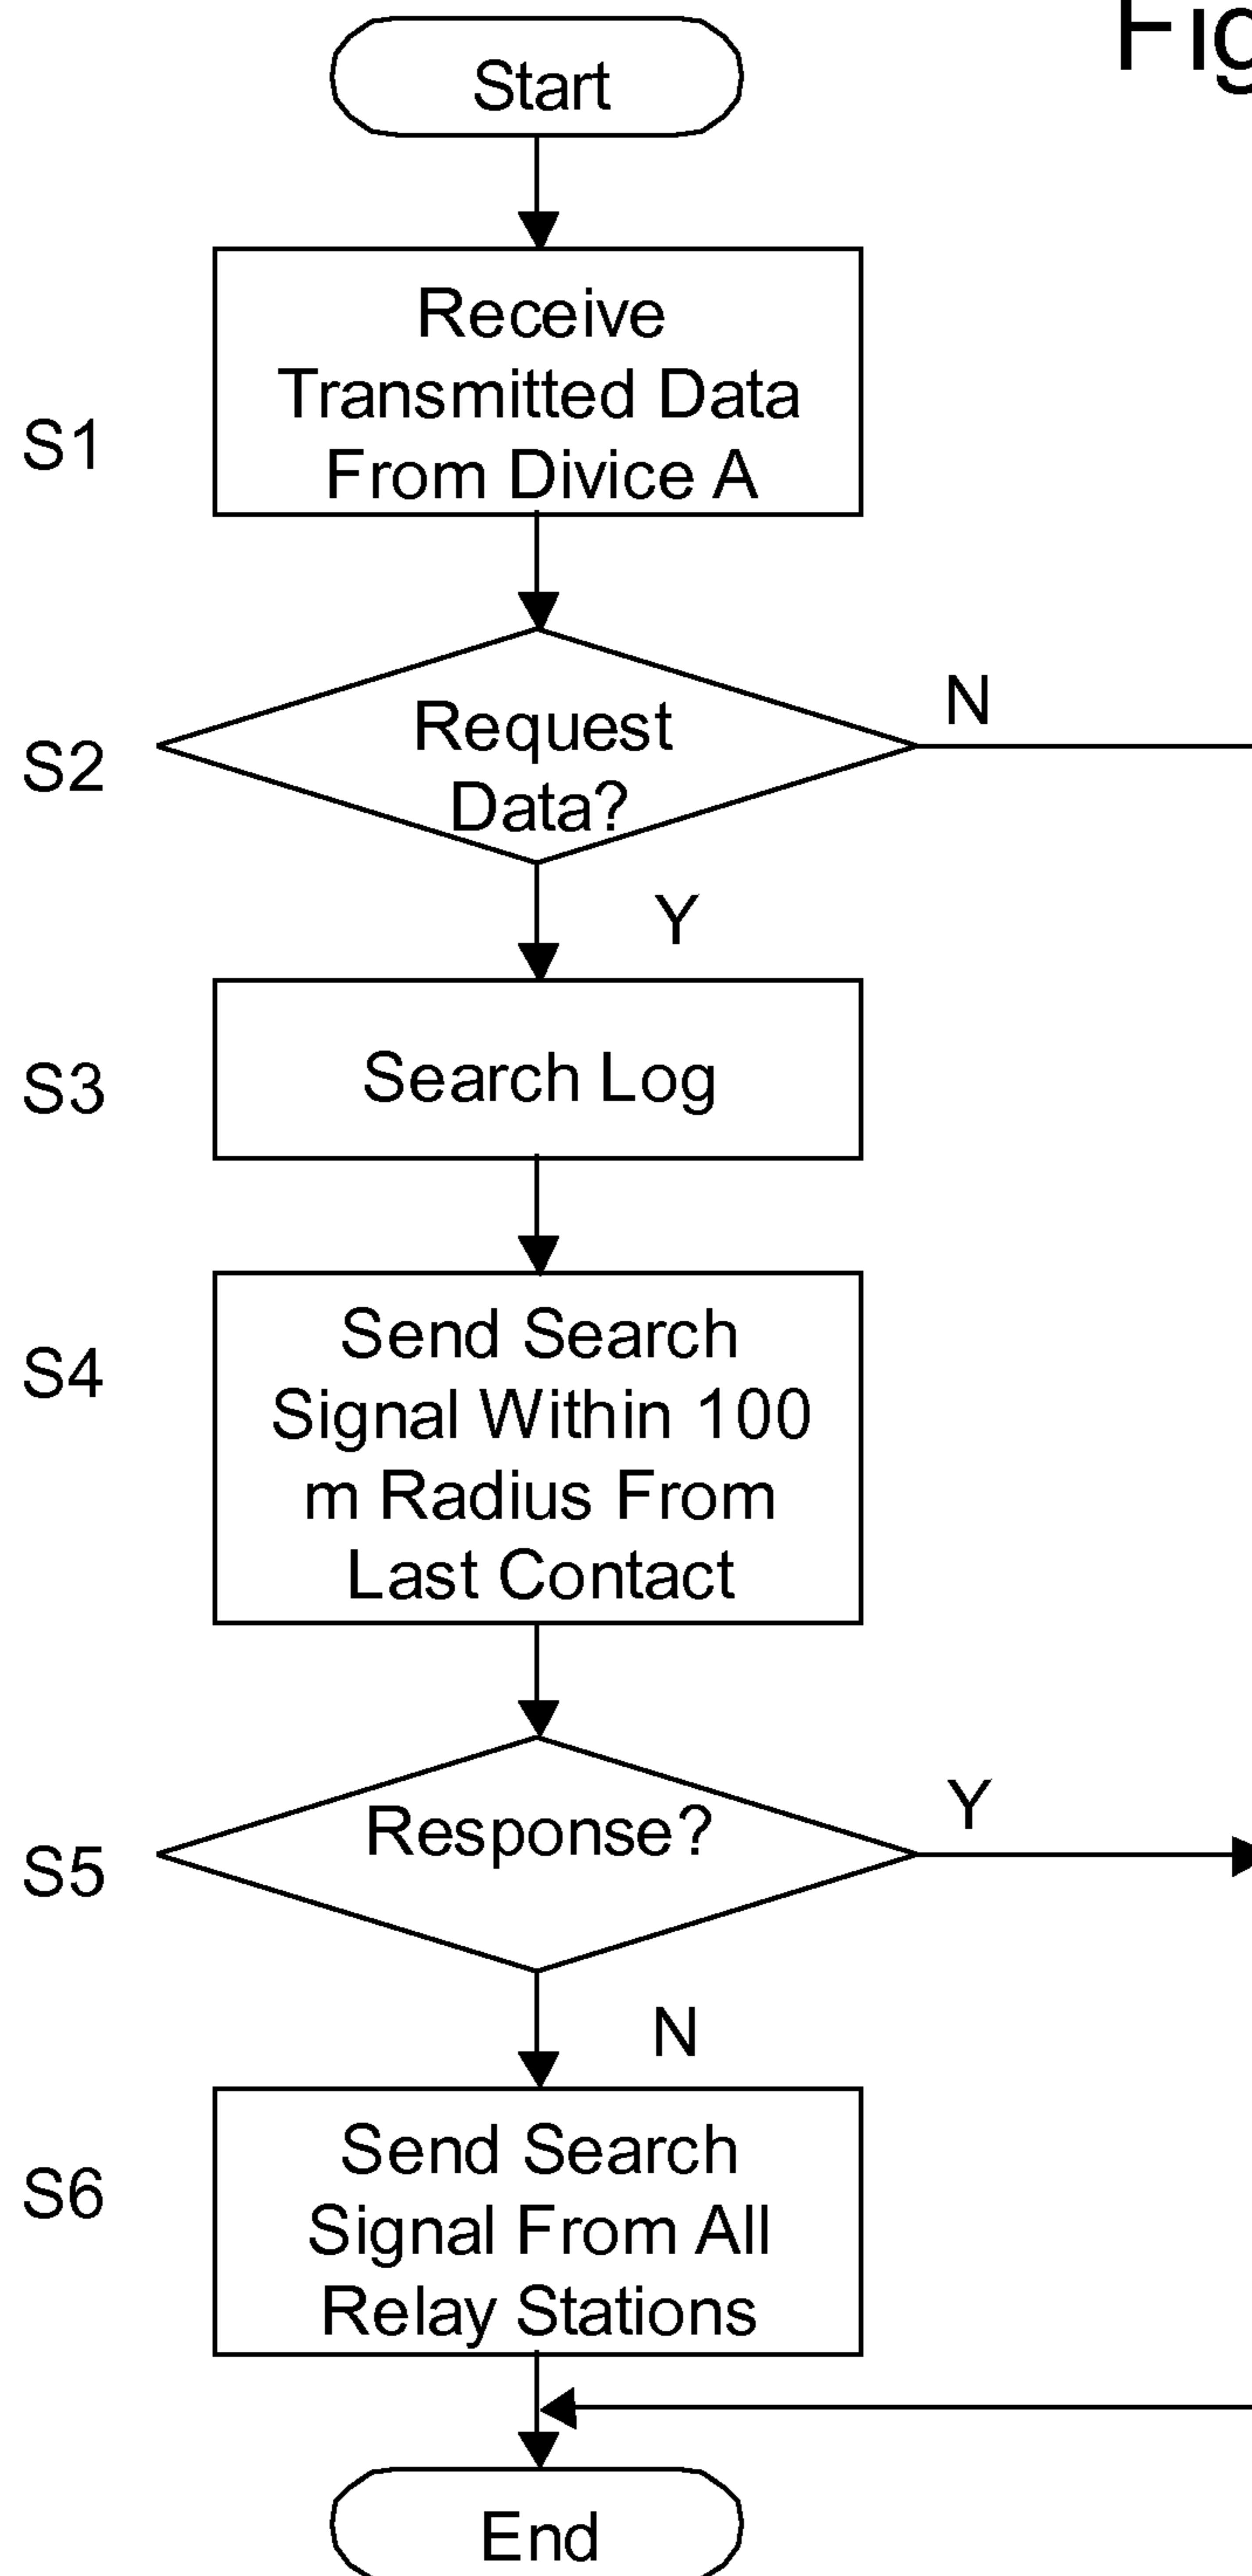 Fig
Start
S1
Receive
Transmitted Data
From Divice A
S2
Request
Data?
N
Y
S3
Search Log
S4
Send Search
Signal Within 100
m Radius From
Last Contact
S5
Response?
Y
N
S6
Send Search
Signal From All
Relay Stations
End